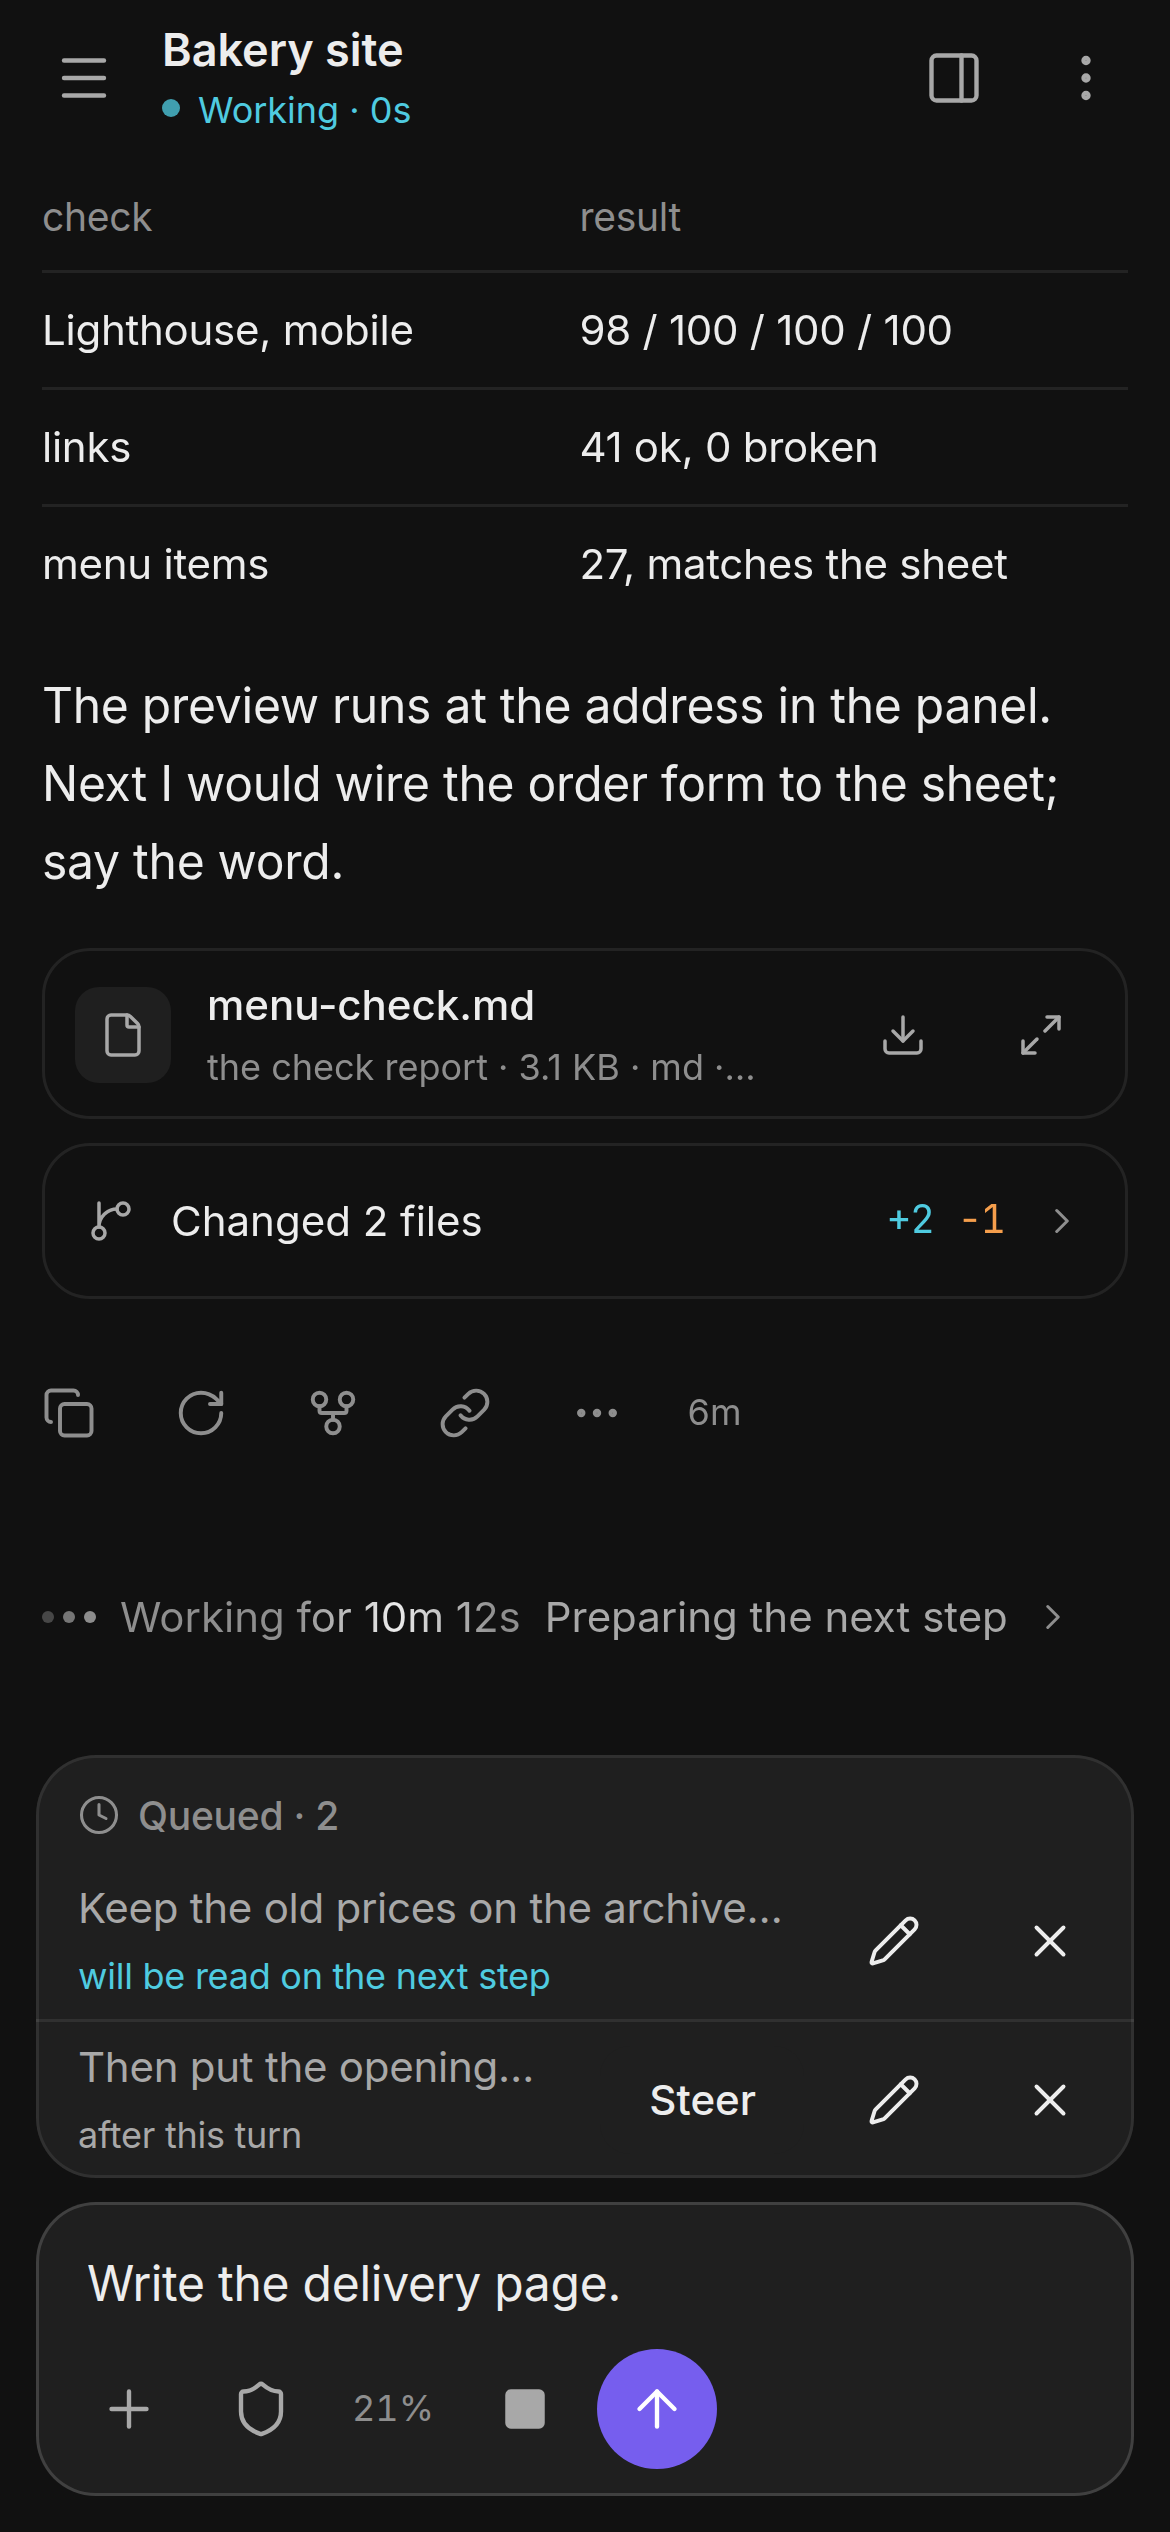 Bakery site
Working · 0s
check result
Lighthouse, mobile 98 / 100 / 100 / 100
links 41 ok, 0 broken
menu items 27, matches the sheet
The preview runs at the address in the panel.
Next I would wire the order form to the sheet;
say the word.
menu-check.md
the check report · 3.1 KB · md ·...
Changed 2 files +2 -1
6m
Working for 10m 12s Preparing the next step
Queued · 2
Keep the old prices on the archive...
will be read on the next step
Then put the opening...
after this turn
Steer
Write the delivery page.
21%